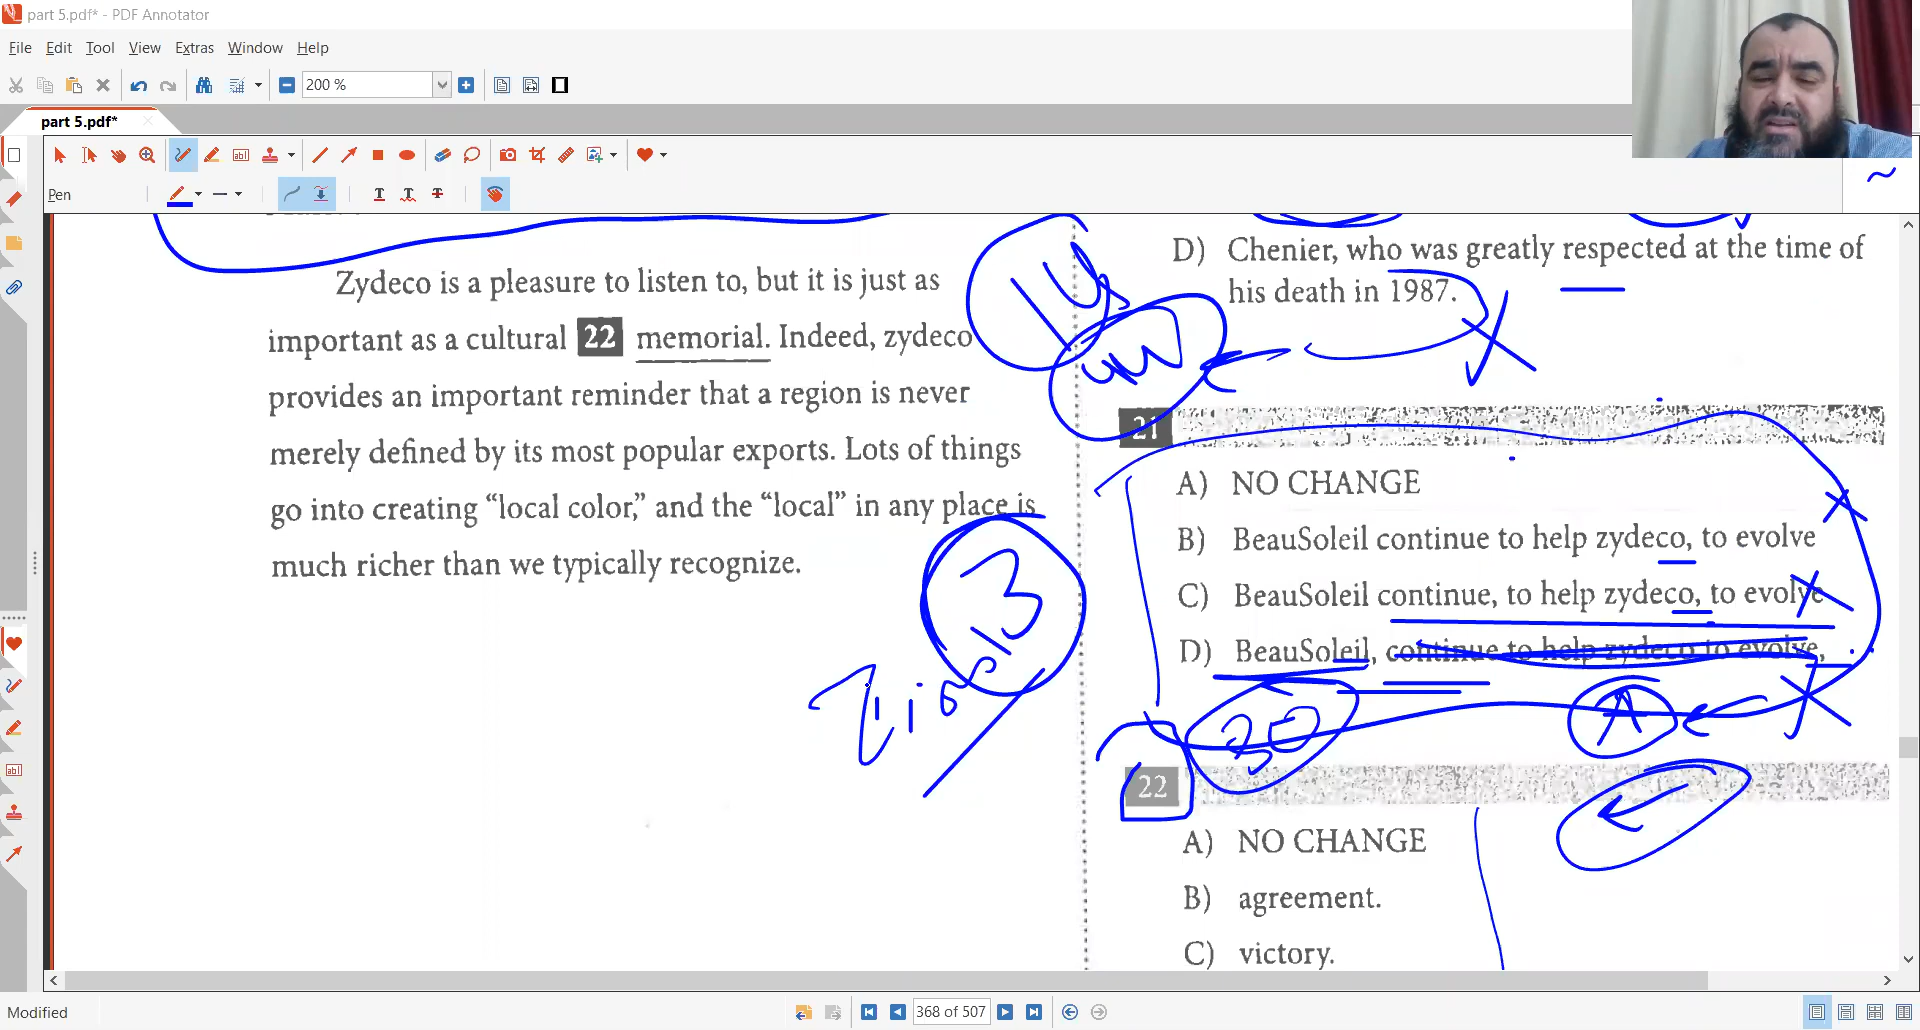 part 5.pdf* - PDF Annotator
File Edit Tool View Extras Window Help
200 %
part 5.pdf*
Pen
Zydeco is a pleasure to listen to, but it is just as
important as a cultural 22 memorial. Indeed, zydeco
provides an important reminder that a region is never
merely defined by its most popular exports. Lots of things
go into creating “local color,” and the “local” in any place is
much richer than we typically recognize.
13
D) Chenier, who was greatly respected at the time of
his death in 1987.
21
A) NO CHANGE
B) BeauSoleil continue to help zydeco, to evolve
C) BeauSoleil continue, to help zydeco, to evolve
D) BeauSoleil, continue to help zydeco to evolve,
30
A
22
A) NO CHANGE
B) agreement.
C) victory.
Modified
368 of 507